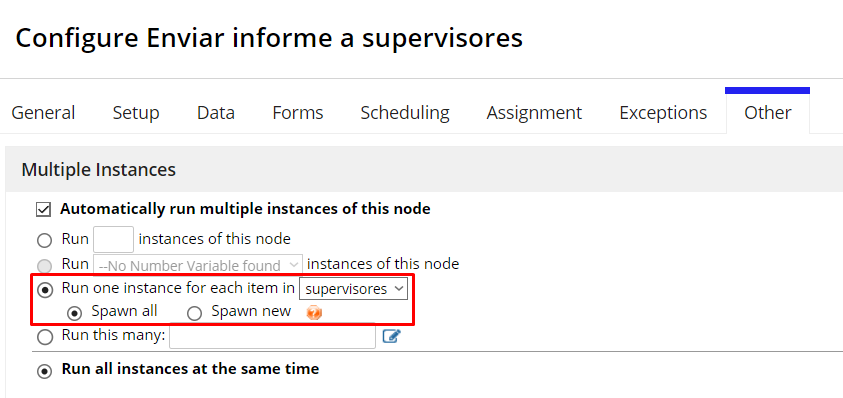 Configure Enviar informe a supervisores
General Setup Data Forms Scheduling Assignment Exceptions Other
Multiple Instances
Automatically run multiple instances of this node
Run instances of this node
Run --No Number Variable found instances of this node
Run one instance for each item in supervisores
Spawn all Spawn new ?
Run this many:
Run all instances at the same time